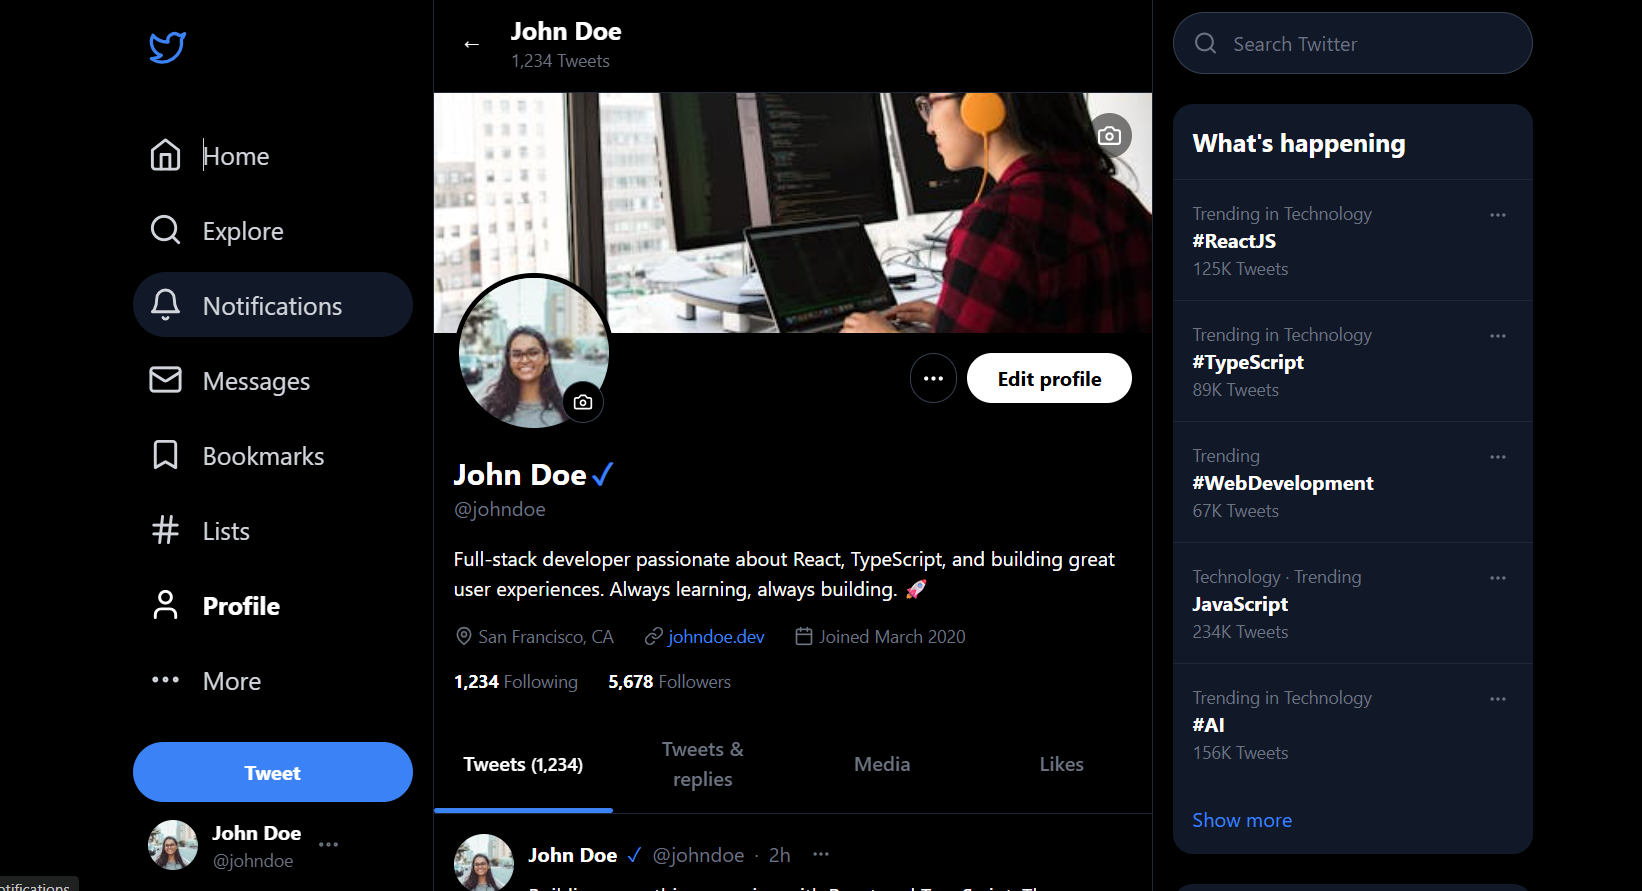 Home
Explore
Notifications
Messages
Bookmarks
Lists
Profile
More
Tweet
John Doe
@johndoe
←
John Doe
1,234 Tweets
Edit profile
John Doe ✓
@johndoe
Full-stack developer passionate about React, TypeScript, and building great
user experiences. Always learning, always building. 🚀
San Francisco, CA johndoe.dev Joined March 2020
1,234 Following 5,678 Followers
Tweets (1,234)
Tweets &
replies
Media
Likes
John Doe ✓ @johndoe · 2h
Search Twitter
What's happening
Trending in Technology
#ReactJS
125K Tweets
Trending in Technology
#TypeScript
89K Tweets
Trending
#WebDevelopment
67K Tweets
Technology · Trending
JavaScript
234K Tweets
Trending in Technology
#AI
156K Tweets
Show more